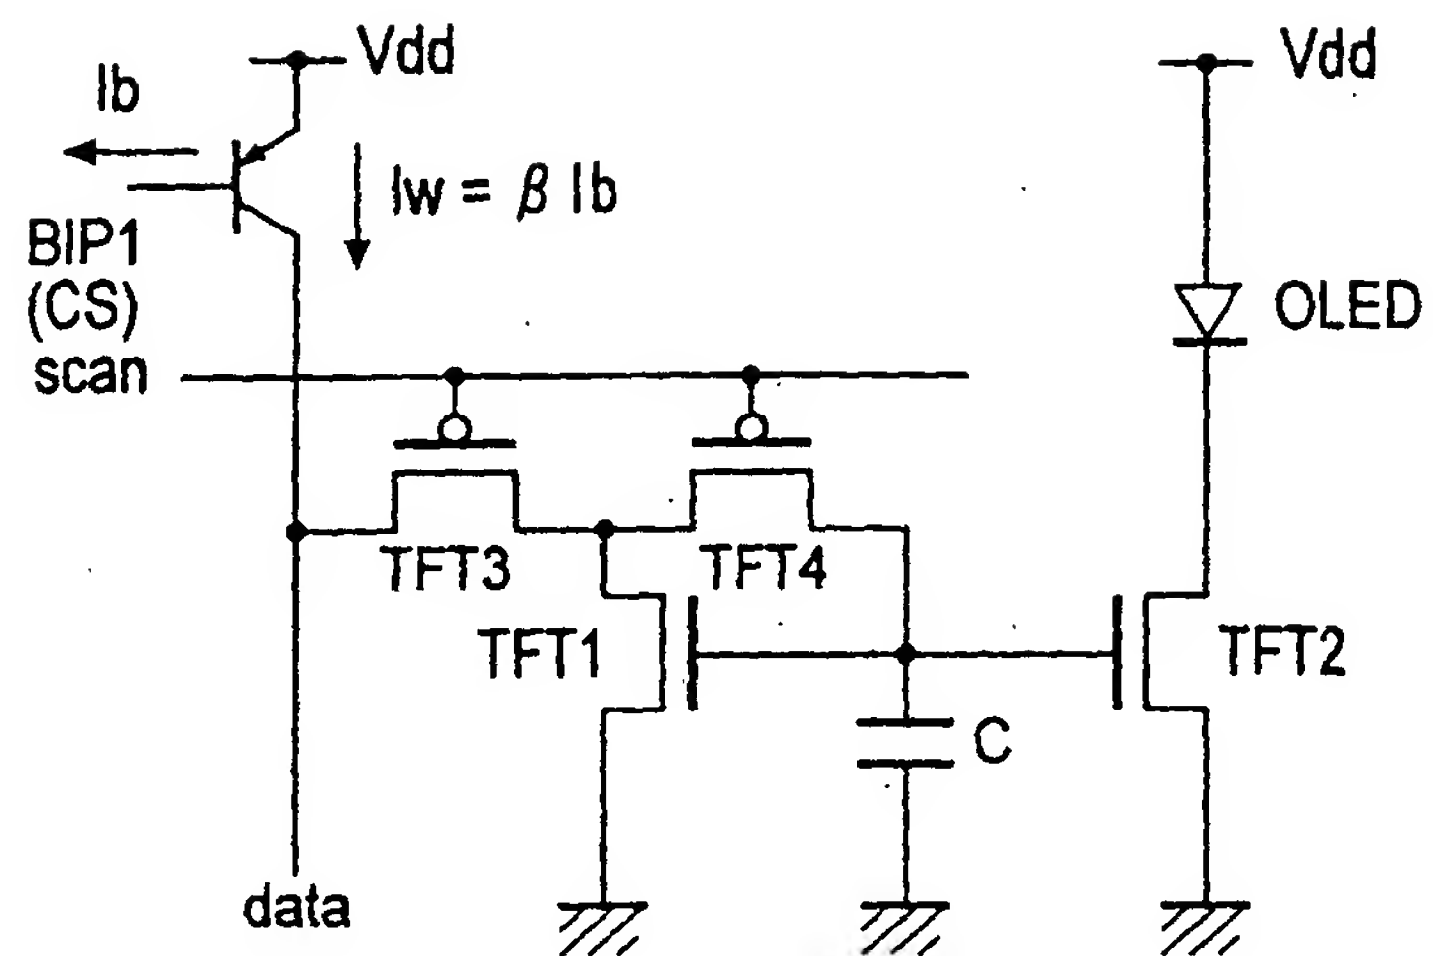 Vdd
Vdd
Ib
Iw = β Ib
BIP1
(CS)
OLED
scan
TFT3
TFT4
TFT1
TFT2
C
data